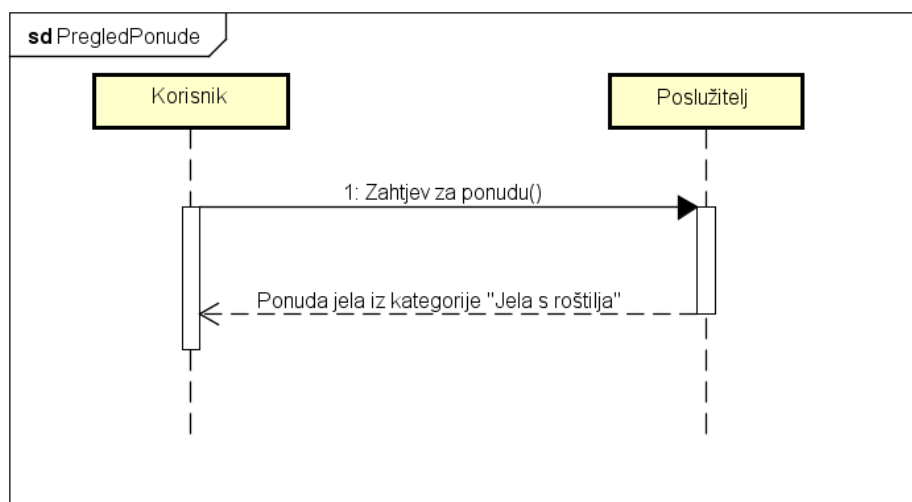 sd PregledPonude
Korisnik
Poslužitelj
1: Zahtjev za ponudu()
Ponuda jela iz kategorije "Jela s roštilja"